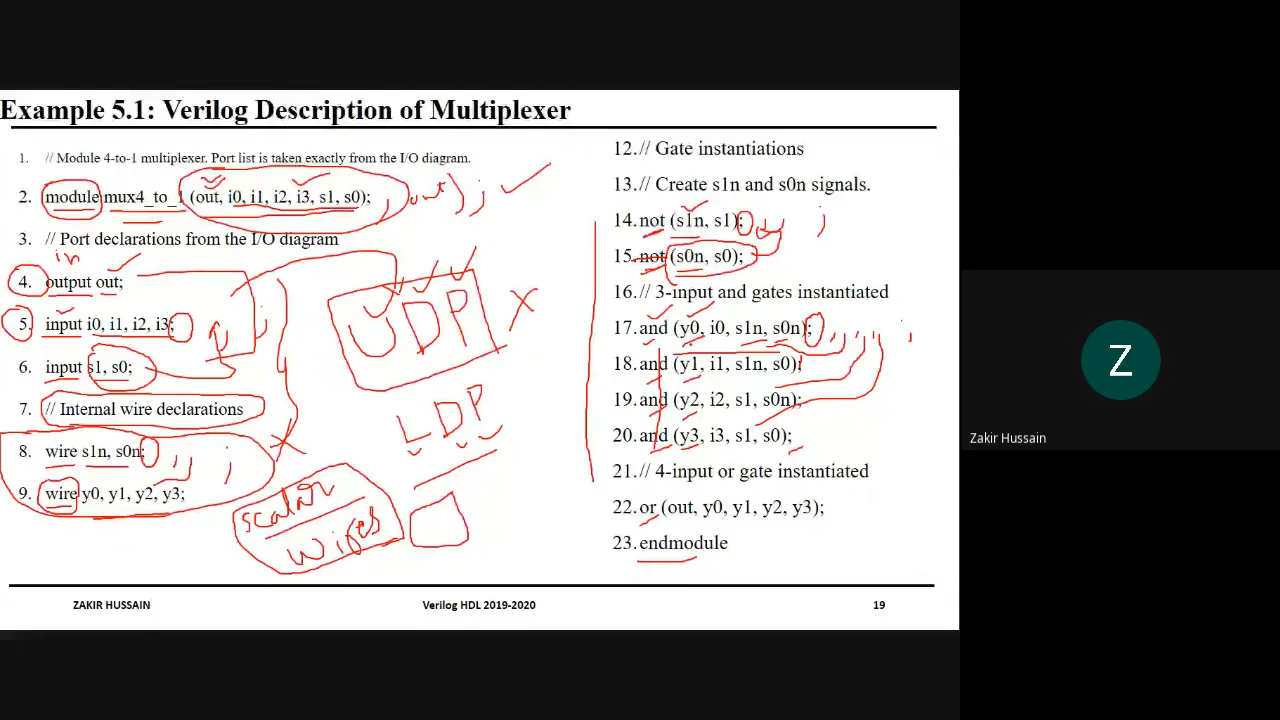 Example 5.1: Verilog Description of Multiplexer
1. // Module 4-to-1 multiplexer. Port list is taken exactly from the I/O diagram.
2. module mux4_to_1 (out, i0, i1, i2, i3, s1, s0); , out); 
3. // Port declarations from the I/O diagram
in
4. output out;
5. input i0, i1, i2, i3;
6. input s1, s0;
7. // Internal wire declarations
8. wire s1n, s0n;
9. wire y0, y1, y2, y3;
UDP
LDP
scalar
wires
12. // Gate instantiations
13. // Create s1n and s0n signals.
14. not (s1n, s1);
15. not (s0n, s0);
16. // 3-input and gates instantiated
17. and (y0, i0, s1n, s0n);
18. and (y1, i1, s1n, s0);
19. and (y2, i2, s1, s0n);
20. and (y3, i3, s1, s0);
21. // 4-input or gate instantiated
22. or (out, y0, y1, y2, y3);
23. endmodule
ZAKIR HUSSAIN
Verilog HDL 2019-2020
19
Z
Zakir Hussain